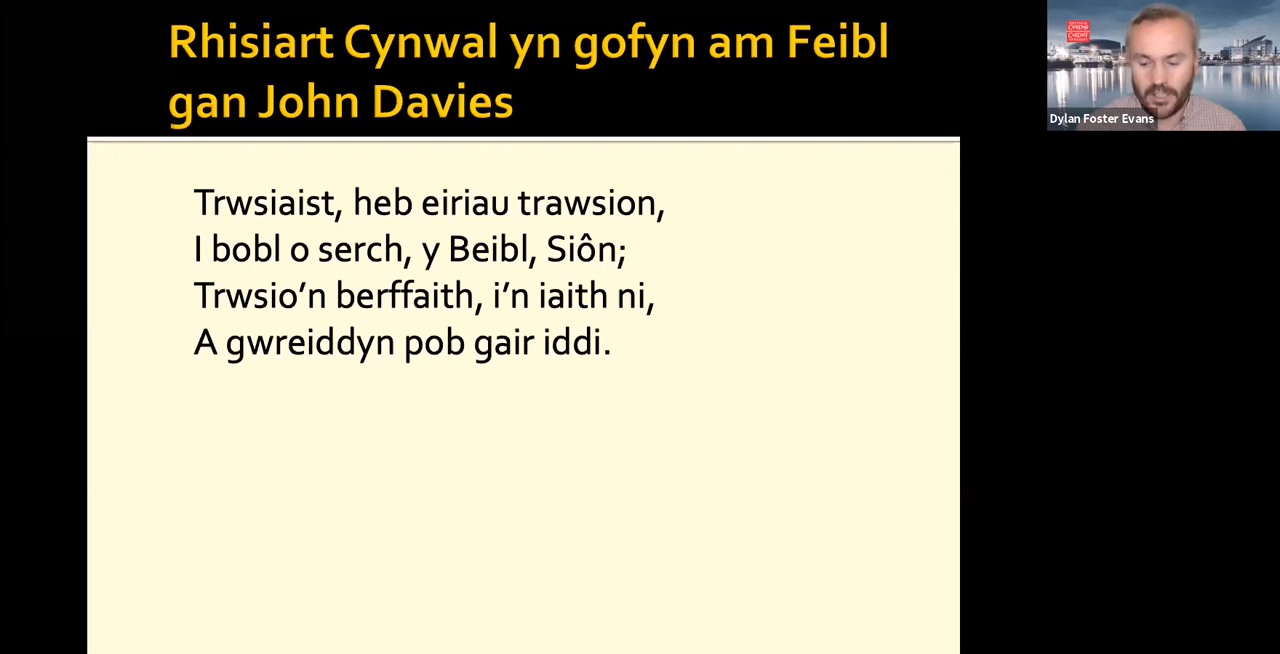 Rhisiart Cynwal yn gofyn am Feibl
gan John Davies
Trwsiaist, heb eiriau trawsion,
I bobl o serch, y Beibl, Siôn;
Trwsio’n berffaith, i’n iaith ni,
A gwreiddyn pob gair iddi.
Dylan Foster Evans